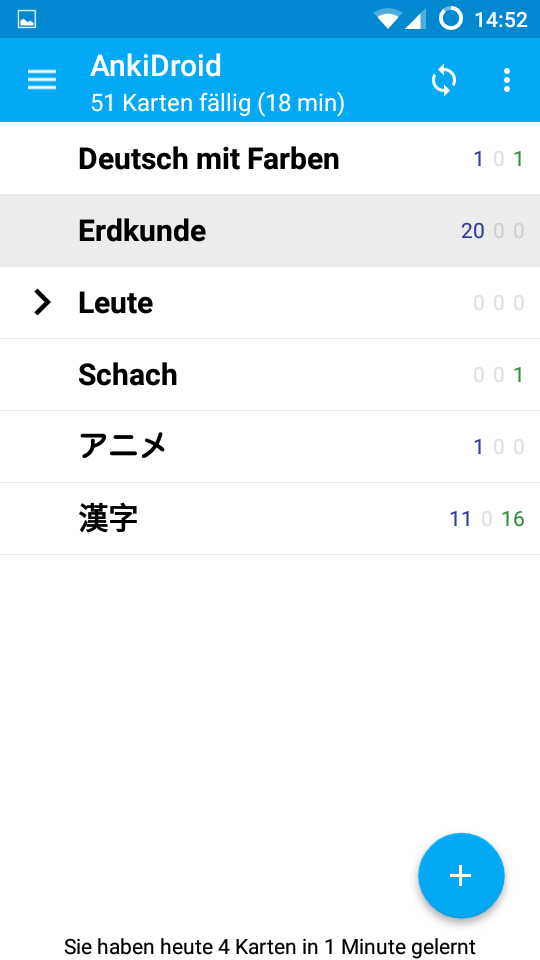 14:52
AnkiDroid
51 Karten fällig (18 min)
Deutsch mit Farben 1 0 1
Erdkunde 20 0 0
Leute 0 0 0
Schach 0 0 1
アニメ 1 0 0
漢字 11 0 16
Sie haben heute 4 Karten in 1 Minute gelernt